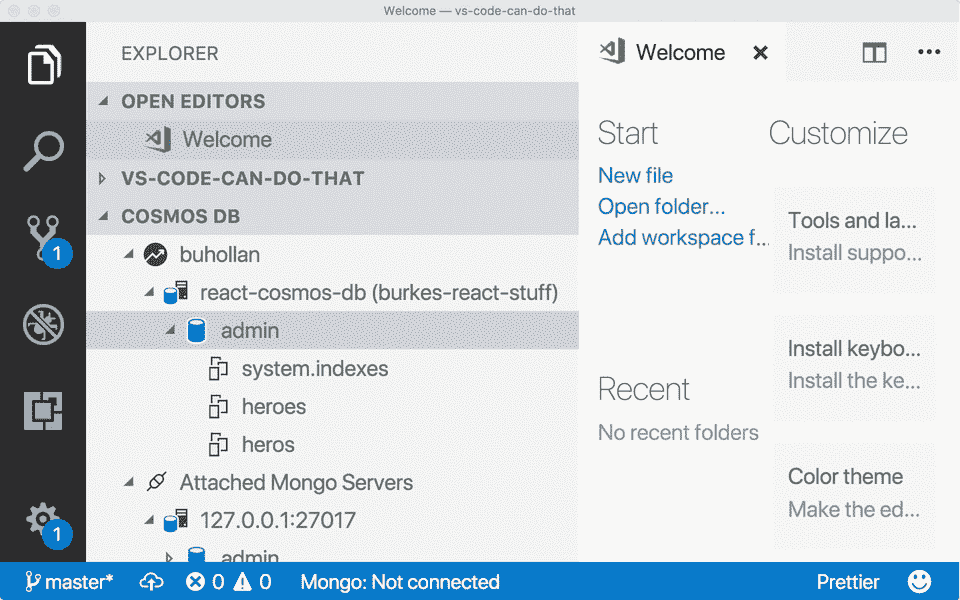 Welcome — vs-code-can-do-that
EXPLORER
OPEN EDITORS
Welcome
VS-CODE-CAN-DO-THAT
COSMOS DB
buhollan
react-cosmos-db (burkes-react-stuff)
admin
system.indexes
heroes
heros
Attached Mongo Servers
127.0.0.1:27017
admin
1
1
Welcome
Start
New file
Open folder...
Add workspace f...
Recent
No recent folders
Customize
Tools and la...
Install suppo...
Install keybo...
Install the ke...
Color theme
Make the ed...
master* 0 0 Mongo: Not connected Prettier